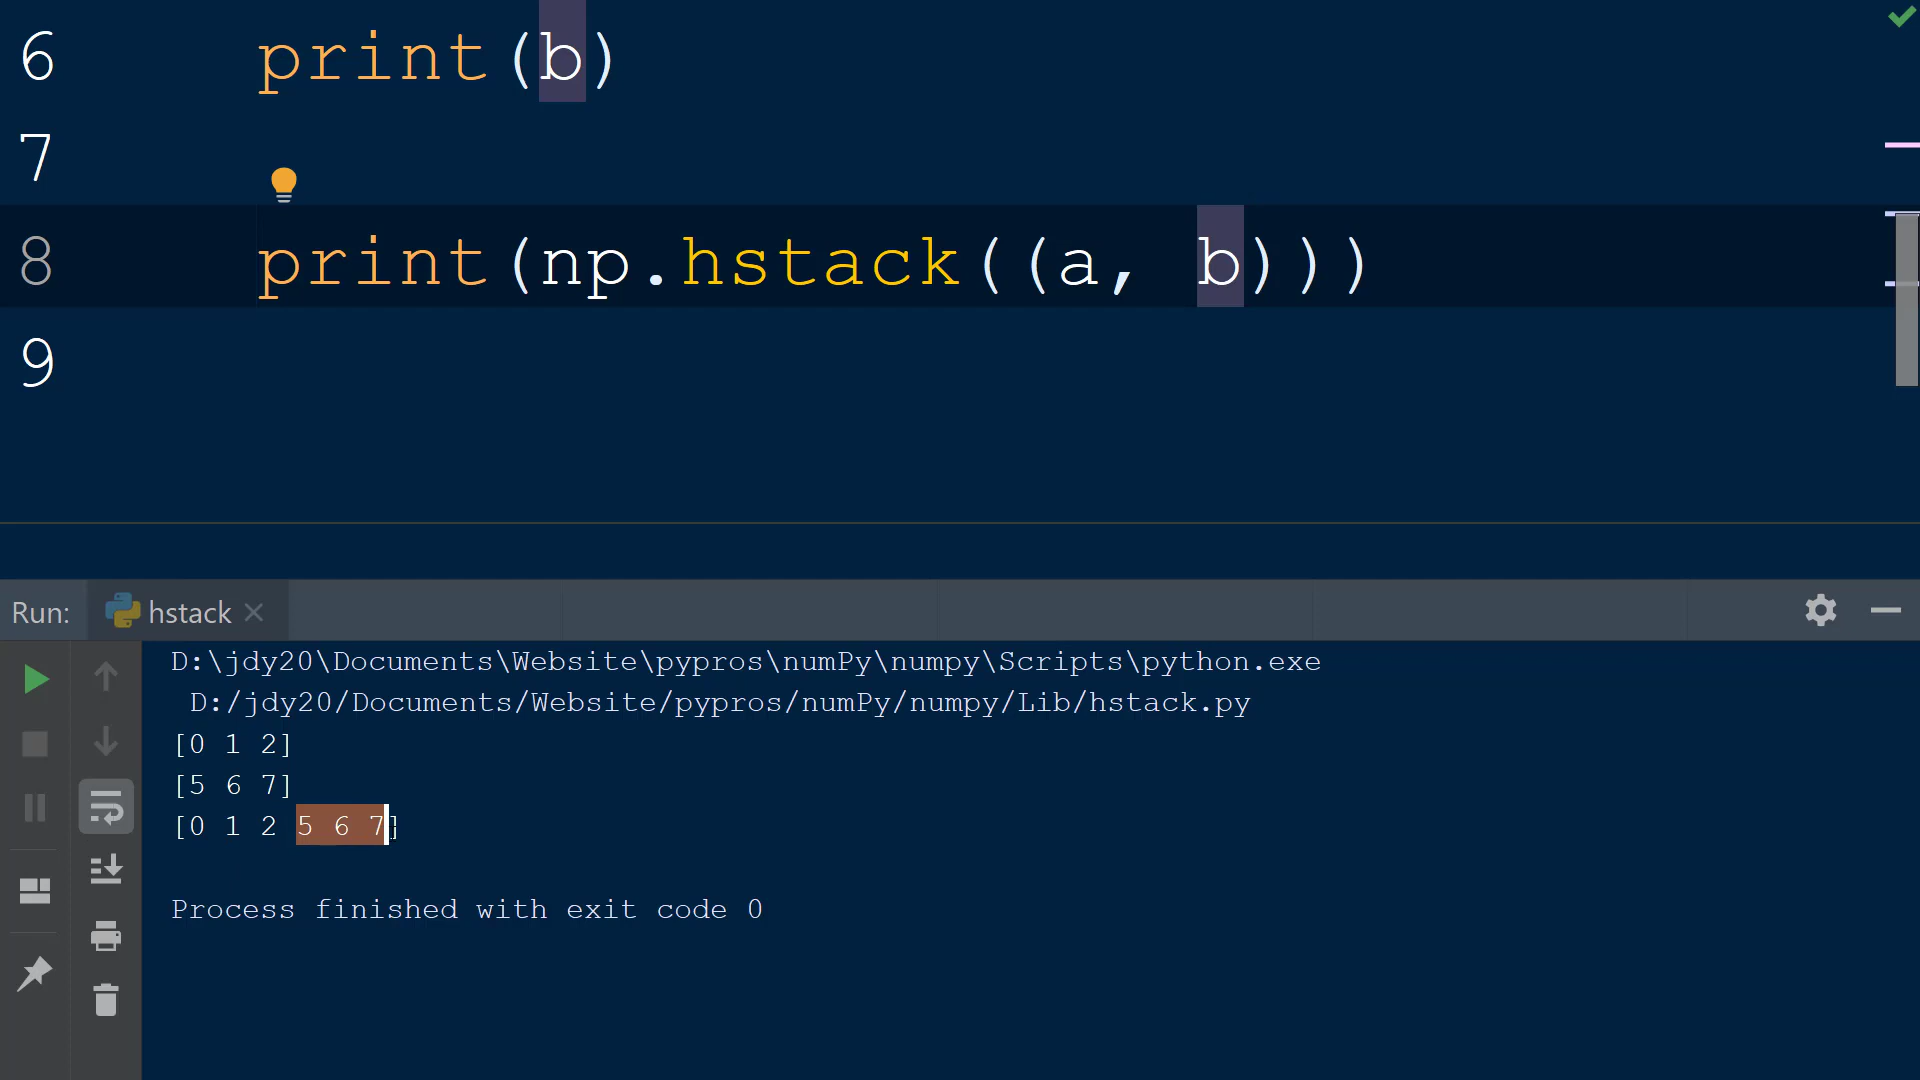 6 print(b)
7
8 print(np.hstack((a, b)))
9
Run: hstack
D:\jdy20\Documents\Website\pypros\numPy\numpy\Scripts\python.exe
D:/jdy20/Documents/Website/pypros/numPy/numpy/Lib/hstack.py
[0 1 2]
[5 6 7]
[0 1 2 5 6 7]
Process finished with exit code 0